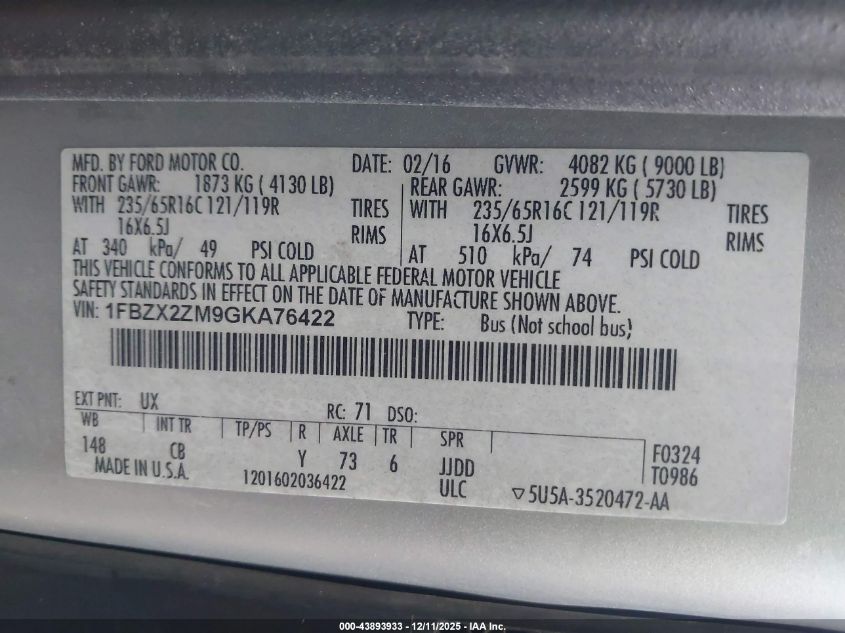 MFD. BY FORD MOTOR CO. DATE: 02/16 GVWR: 4082 KG ( 9000 LB)
FRONT GAWR: 1873 KG ( 4130 LB) REAR GAWR: 2599 KG ( 5730 LB)
WITH 235/65R16C 121/119R TIRES WITH 235/65R16C 121/119R TIRES
16X6.5J RIMS 16X6.5J RIMS
AT 340 kPa/ 49 PSI COLD AT 510 kPa/ 74 PSI COLD
THIS VEHICLE CONFORMS TO ALL APPLICABLE FEDERAL MOTOR VEHICLE
SAFETY STANDARDS IN EFFECT ON THE DATE OF MANUFACTURE SHOWN ABOVE.
VIN: 1FBZX2ZM9GKA76422 TYPE: Bus (Not school bus)
EXT PNT: UX RC: 71 DSO:
WB INT TR TP/PS R AXLE TR SPR
148 CB Y 73 6 JJDD F0324
MADE IN U.S.A. 1201602036422 ULC T0986
▽5U5A-3520472-AA
000-43893933 - 12/11/2025 - IAA Inc.